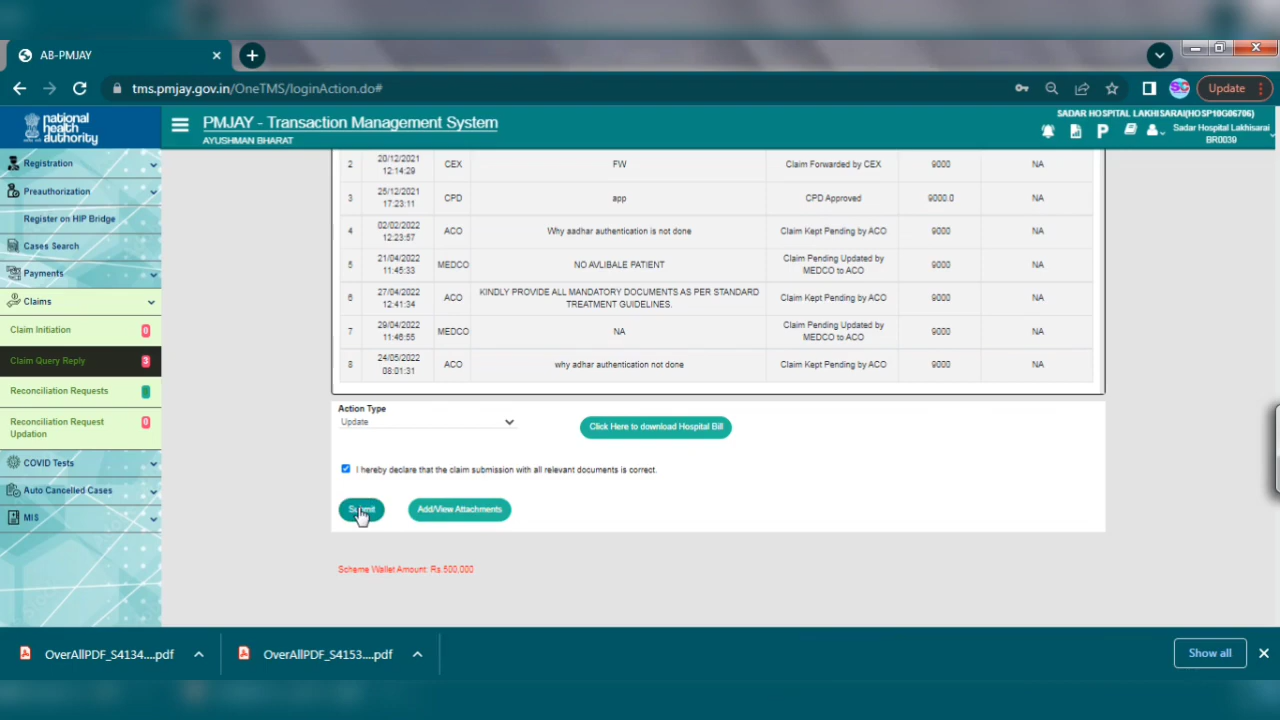 AB-PMJAY
tms.pmjay.gov.in/OneTMS/loginAction.do#
Update
national
health
authority
PMJAY - Transaction Management System
AYUSHMAN BHARAT
SADAR HOSPITAL LAKHISARAI(HOSP10G06706)
P
Sadar Hospital Lakhisarai
BR0039
Registration
Preauthorization
Register on HIP Bridge
Cases Search
Payments
Claims
Claim Initiation 0
Claim Query Reply 3
Reconciliation Requests
Reconciliation Request 0
Updation
COVID Tests
Auto Cancelled Cases
MIS
2 20/12/2021 12:14:29 CEX FW Claim Forwarded by CEX 9000 NA
3 25/12/2021 17:23:11 CPD app CPD Approved 9000.0 NA
4 02/02/2022 12:23:57 ACO Why aadhar authentication is not done Claim Kept Pending by ACO 9000 NA
5 21/04/2022 11:45:33 MEDCO NO AVLIBALE PATIENT Claim Pending Updated by MEDCO to ACO 9000 NA
6 27/04/2022 12:41:34 ACO KINDLY PROVIDE ALL MANDATORY DOCUMENTS AS PER STANDARD TREATMENT GUIDELINES. Claim Kept Pending by ACO 9000 NA
7 29/04/2022 11:46:55 MEDCO NA Claim Pending Updated by MEDCO to ACO 9000 NA
8 24/05/2022 08:01:31 ACO why adhar authentication not done Claim Kept Pending by ACO 9000 NA
Action Type
Update
Click Here to download Hospital Bill
I hereby declare that the claim submission with all relevant documents is correct.
Submit
Add/View Attachments
Scheme Wallet Amount: Rs.500,000
OverAllPDF_S4134....pdf
OverAllPDF_S4153....pdf
Show all